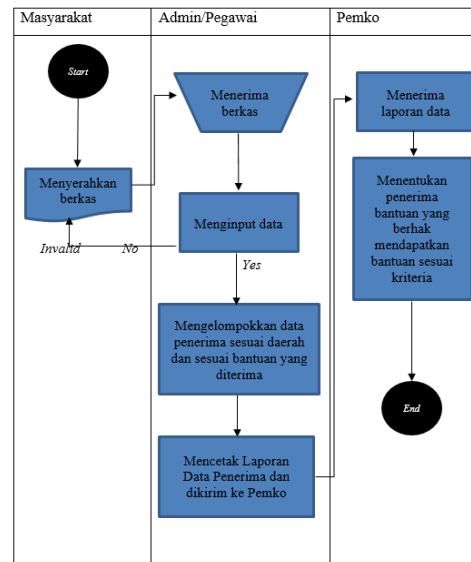 Masyarakat
Admin/Pegawai
Pemko
Start
Menyerahkan
berkas
Invalid
No
Menerima
berkas
Menginput data
Yes
Mengelompokkan data
penerima sesuai daerah
dan sesuai bantuan yang
diterima
Mencetak Laporan
Data Penerima dan
dikirim ke Pemko
Menerima
laporan data
Menentukan
penerima
bantuan yang
berhak
mendapatkan
bantuan sesuai
kriteria
End